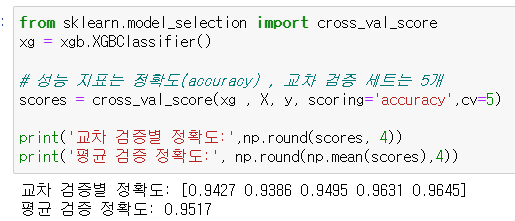 from sklearn.model_selection import cross_val_score
xg = xgb.XGBClassifier()
# 성능 지표는 정확도(accuracy) , 교차 검증 세트는 5개
scores = cross_val_score(xg , X, y, scoring='accuracy',cv=5)
print('교차 검증별 정확도:',np.round(scores, 4))
print('평균 검증 정확도:', np.round(np.mean(scores),4))
교차 검증별 정확도: [0.9427 0.9386 0.9495 0.9631 0.9645]
평균 검증 정확도: 0.9517